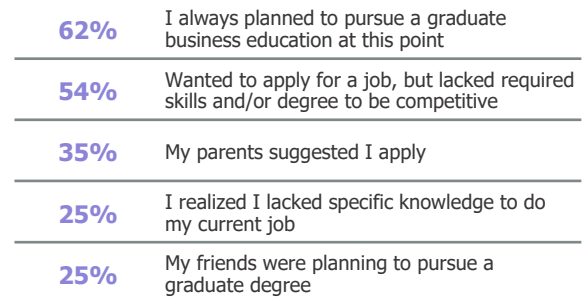 62%
I always planned to pursue a graduate
business education at this point
54%
Wanted to apply for a job, but lacked required
skills and/or degree to be competitive
35%
My parents suggested I apply
25%
I realized I lacked specific knowledge to do
my current job
25%
My friends were planning to pursue a
graduate degree